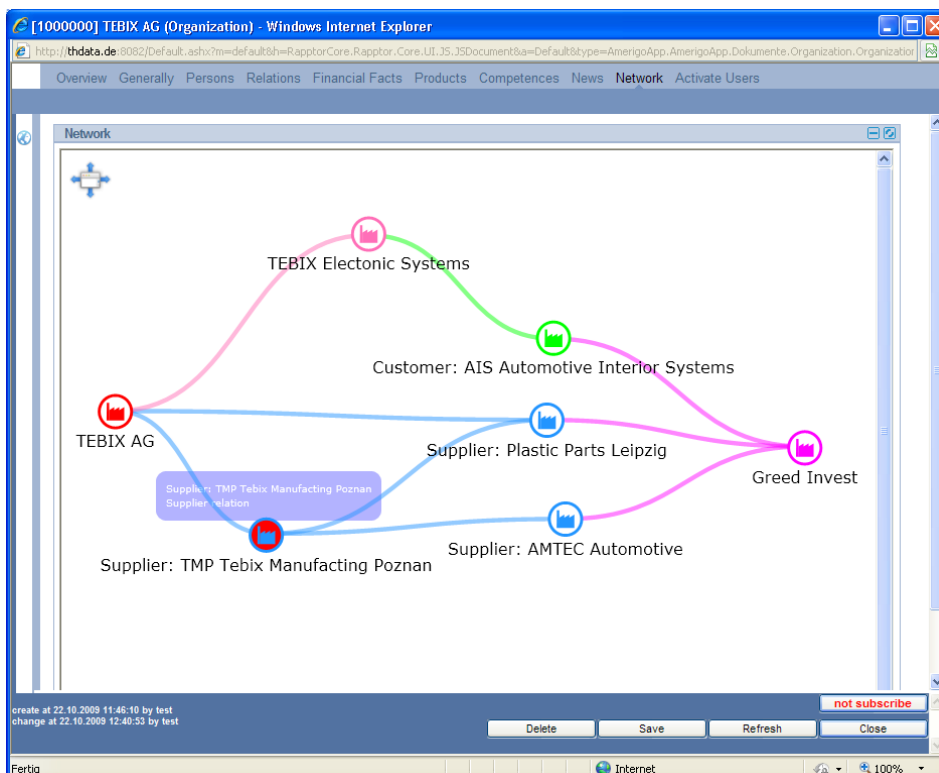 [1000000] TEBIX AG (Organization) - Windows Internet Explorer
http://thdata.de:8082/Default.ashx?m=default&h=RapptorCore.Rapptor.Core.UI.JS.JSDocument&a=Default&type=AmerigoApp.AmerigoApp.Dokumente.Organization.Organization
Overview Generally Persons Relations Financial Facts Products Competences News Network Activate Users
Network
TEBIX Electonic Systems
Customer: AIS Automotive Interior Systems
TEBIX AG
Supplier: Plastic Parts Leipzig
Greed Invest
Supplier: TMP Tebix Manufacting Poznan
Supplier relation
Supplier: AMTEC Automotive
Supplier: TMP Tebix Manufacting Poznan
create at 22.10.2009 11:46:10 by test
change at 22.10.2009 12:40:53 by test
not subscribe
Delete Save Refresh Close
Fertig Internet 100%